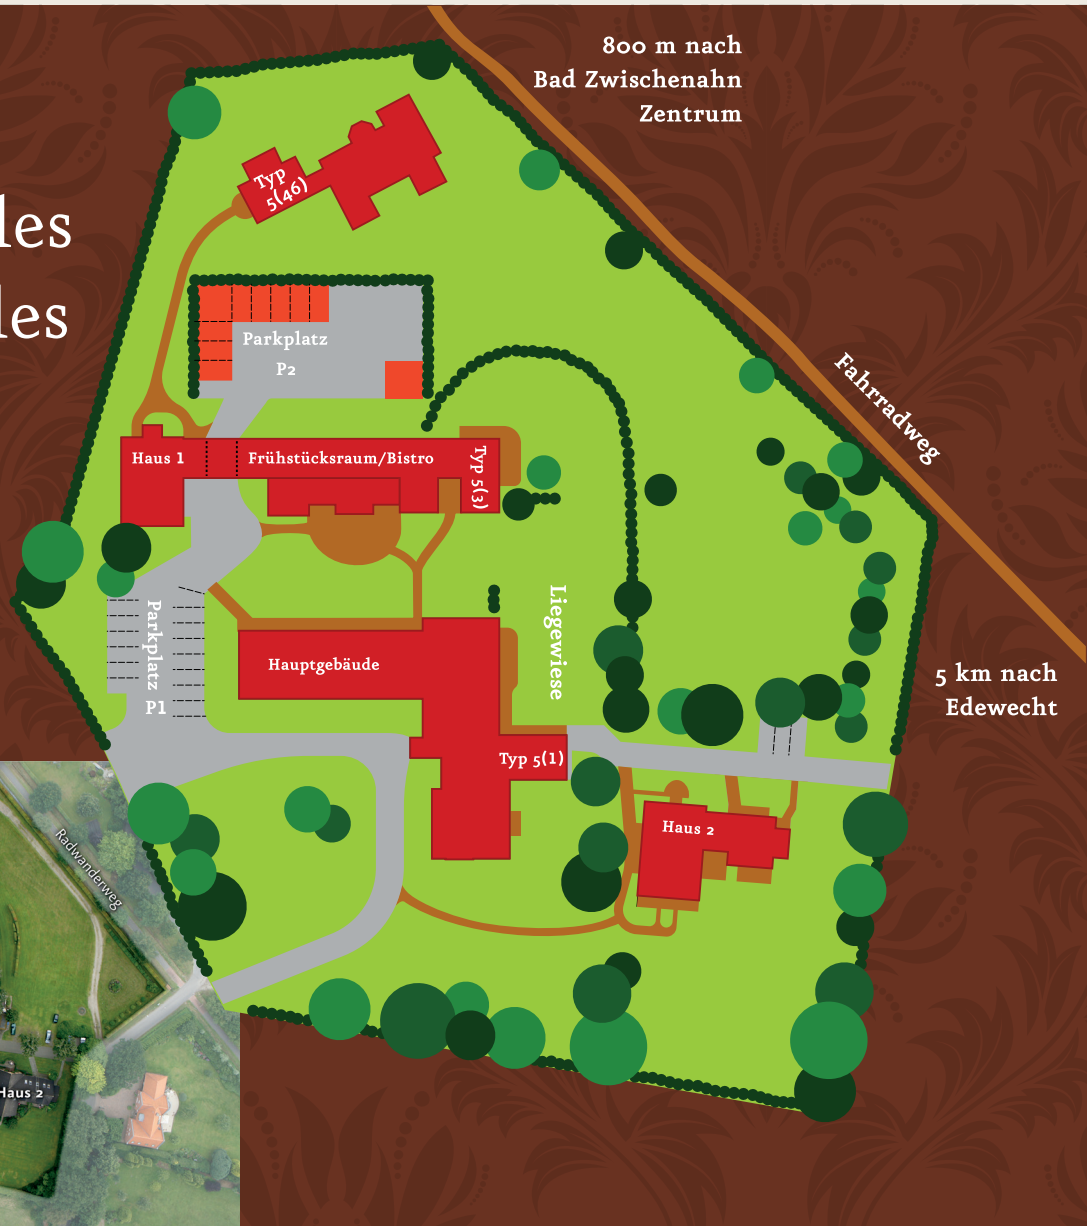 800 m nach
Bad Zwischenahn
Zentrum
les
les
Typ
5(46)
Parkplatz
P2
Fahrradweg
Haus 1
Frühstücksraum/Bistro
Typ 5(3)
Liegewiese
Parkplatz
P1
Hauptgebäude
Typ 5(1)
5 km nach
Edewecht
Haus 2
Radwanderweg
Haus 2